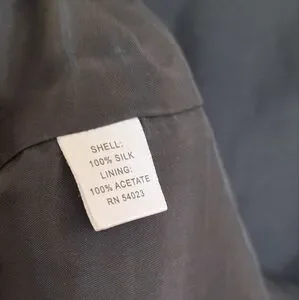 SHELL:
100% SILK
LINING:
100% ACETATE
RN 54023